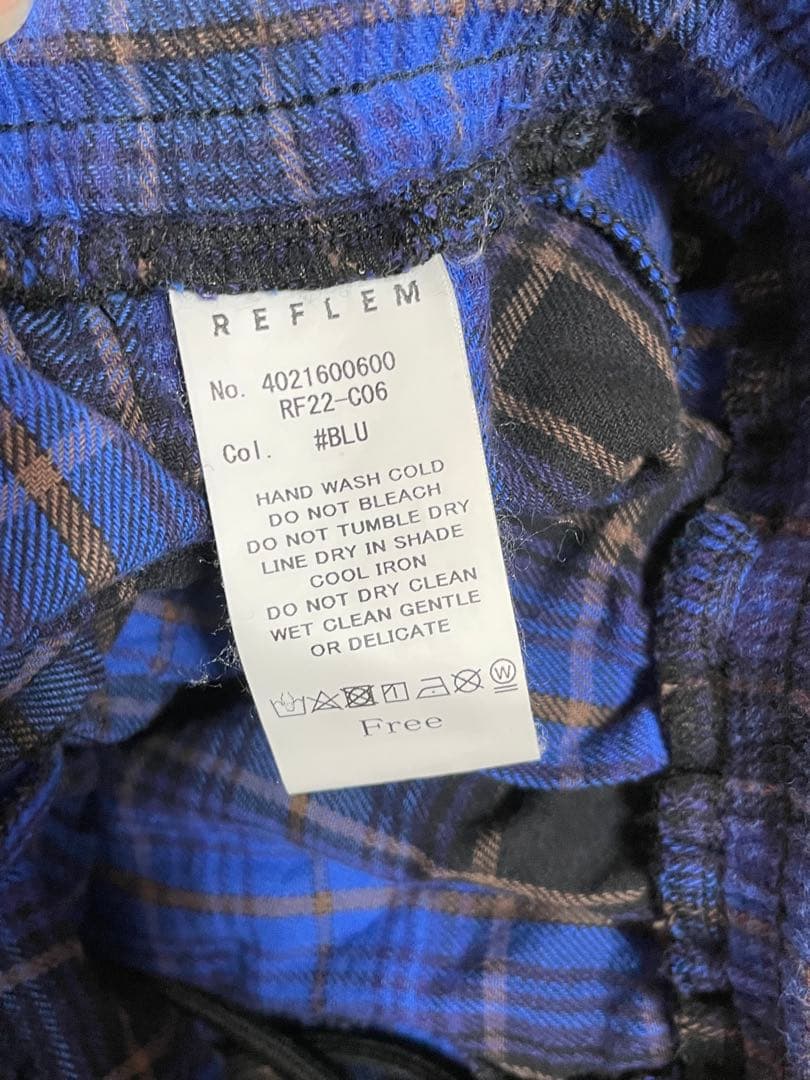 REFLEM
No. 4021600600
RF22-C06
Col. #BLU
HAND WASH COLD
DO NOT BLEACH
DO NOT TUMBLE DRY
LINE DRY IN SHADE
COOL IRON
DO NOT DRY CLEAN
WET CLEAN GENTLE
OR DELICATE
W
Free